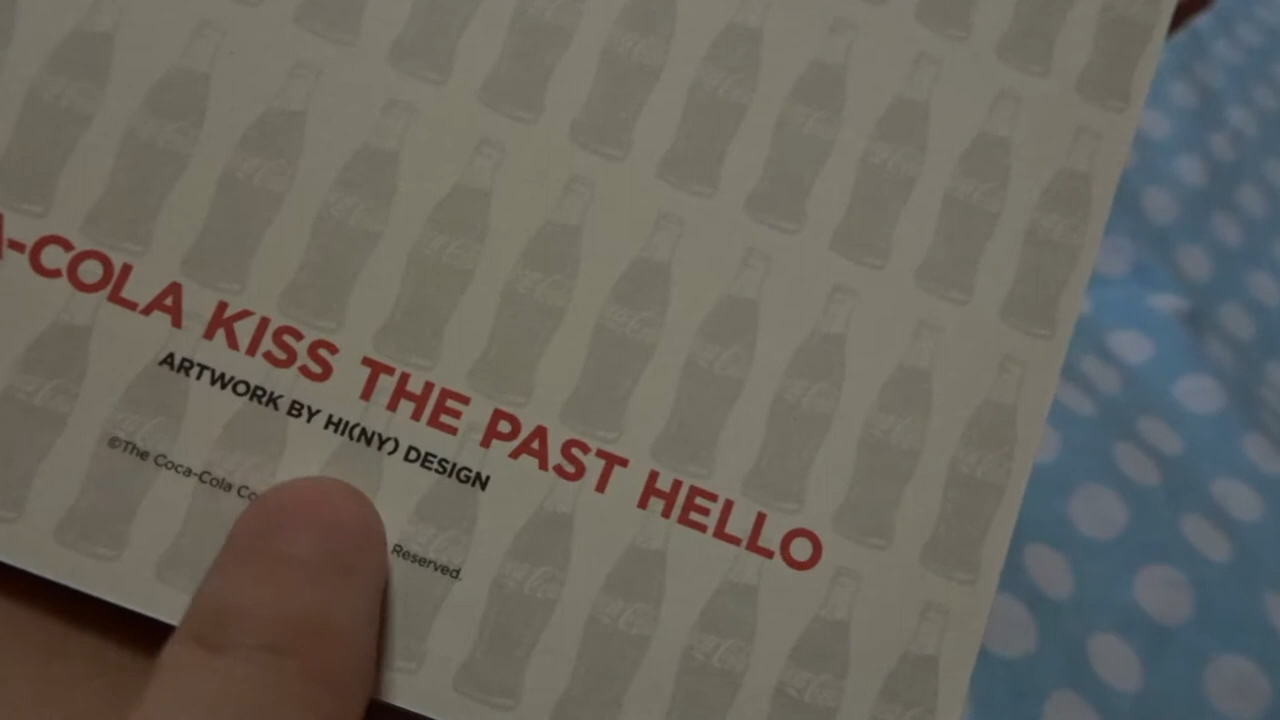 A-COLA KISS THE PAST HELLO
ARTWORK BY HI(NY) DESIGN
©The Coca-Cola Co Reserved.